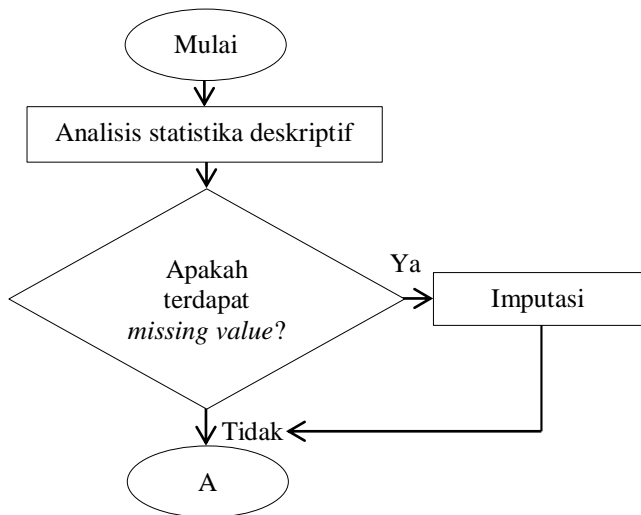 Mulai
Analisis statistika deskriptif
Apakah
terdapat
missing value?
Ya
Imputasi
Tidak
A